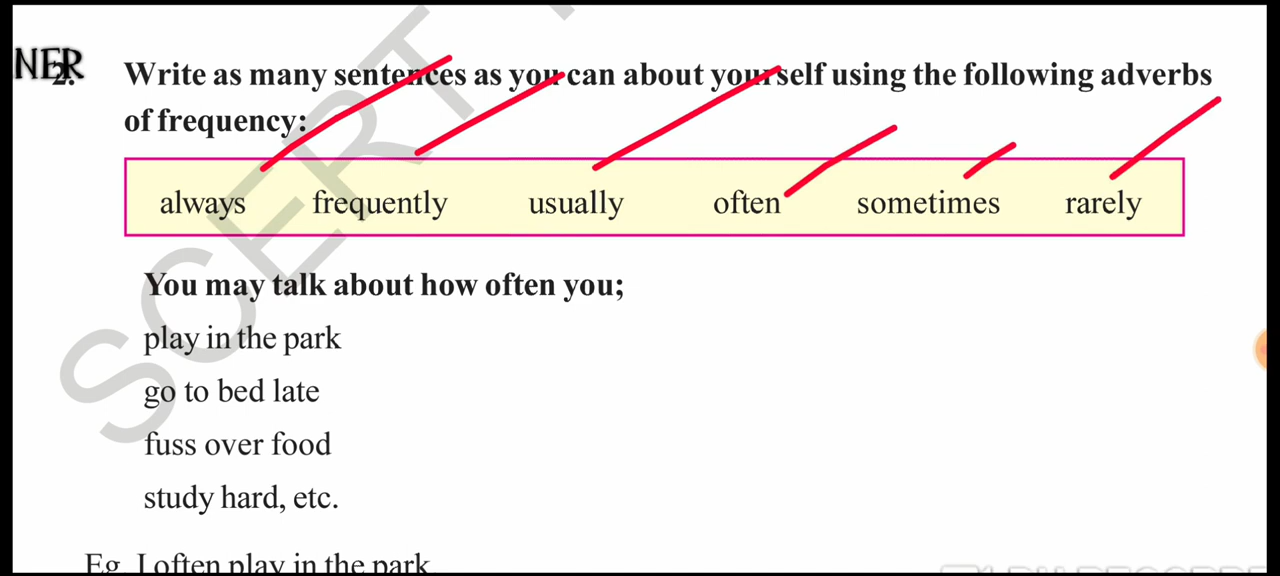 NER
2. Write as many sentences as you can about yourself using the following adverbs
of frequency:
always frequently usually often sometimes rarely
You may talk about how often you;
play in the park
go to bed late
fuss over food
study hard, etc.
Eg. I often play in the park
SCERT